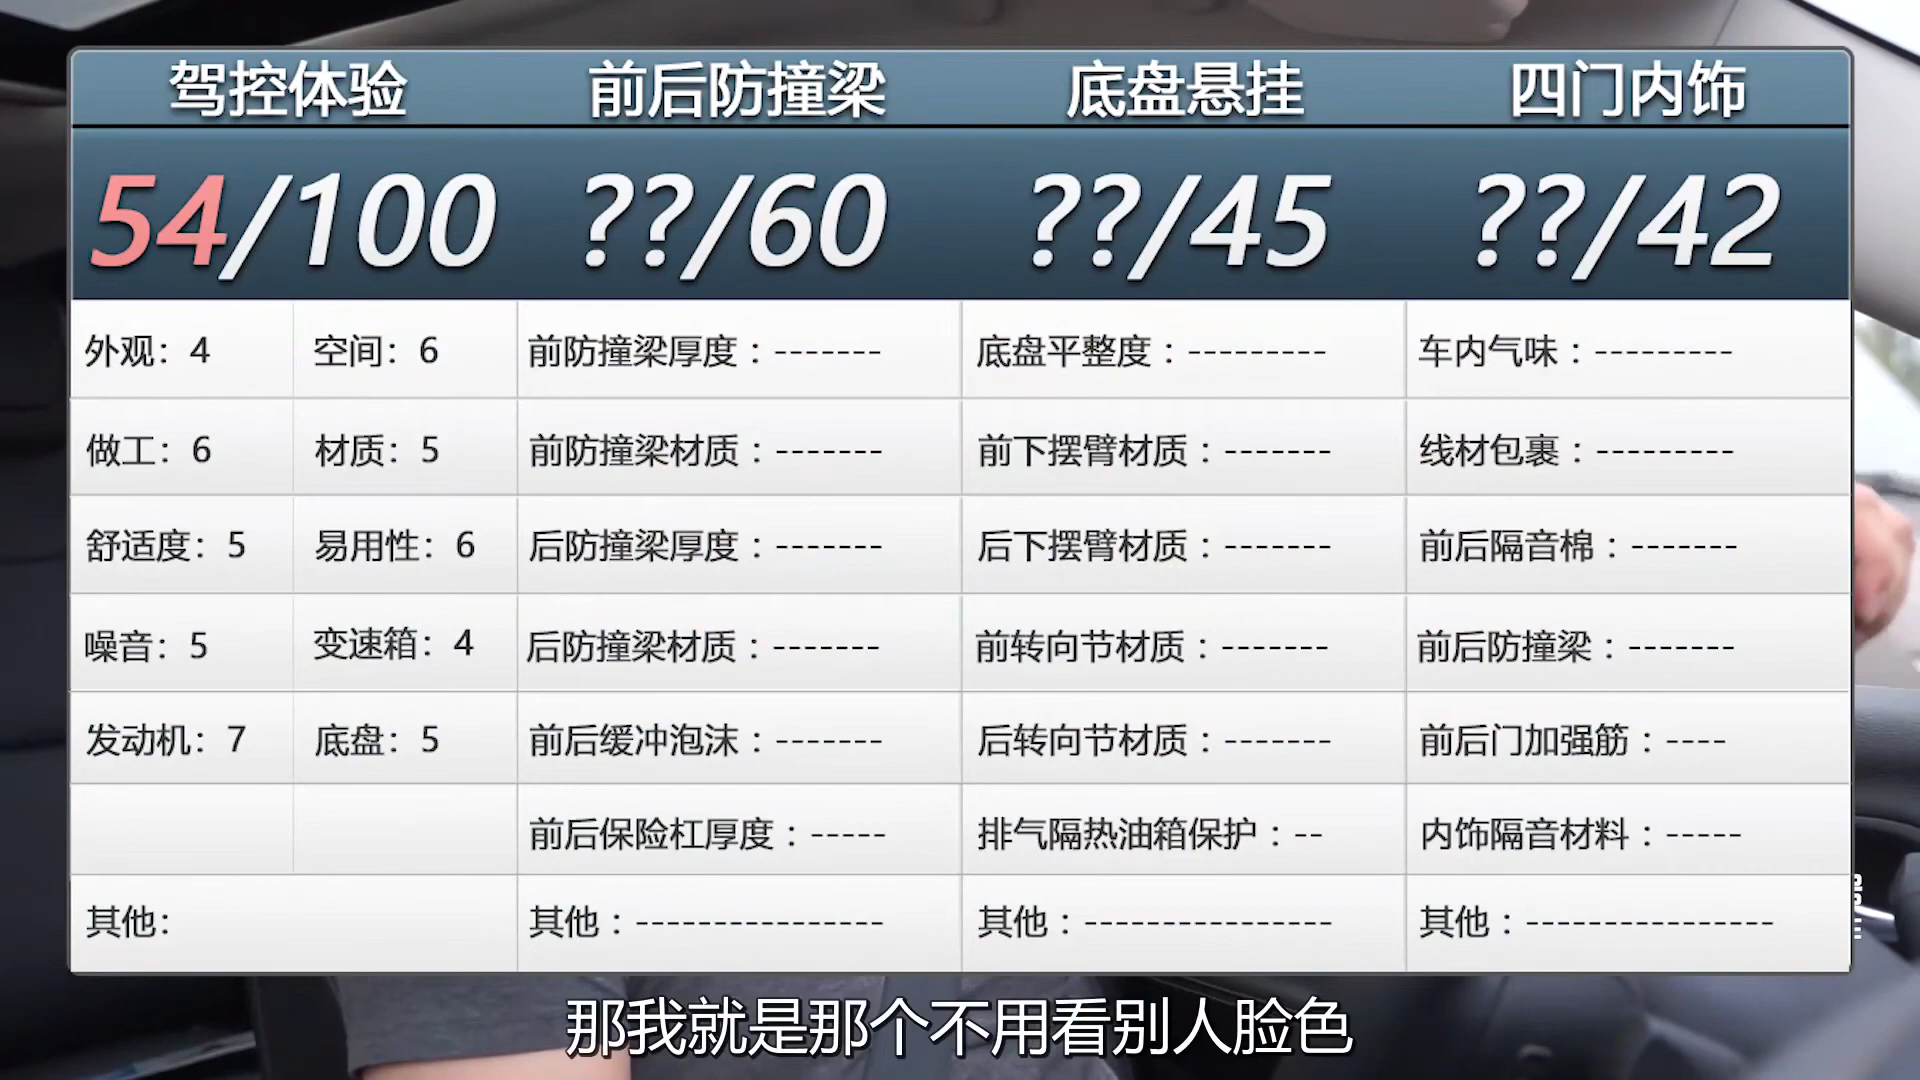 驾控体验 前后防撞梁 底盘悬挂 四门内饰
54/100 ??/60 ??/45 ??/42
外观：4 空间：6 前防撞梁厚度：------- 底盘平整度：--------- 车内气味：---------
做工：6 材质：5 前防撞梁材质：------- 前下摆臂材质：------- 线材包裹：---------
舒适度：5 易用性：6 后防撞梁厚度：------- 后下摆臂材质：------- 前后隔音棉：-------
噪音：5 变速箱：4 后防撞梁材质：------- 前转向节材质：------- 前后防撞梁：-------
发动机：7 底盘：5 前后缓冲泡沫：------- 后转向节材质：------- 前后门加强筋：----
前后保险杠厚度：----- 排气隔热油箱保护：-- 内饰隔音材料：-----
其他： 其他：---------------- 其他：---------------- 其他：----------------
那我就是那个不用看别人脸色